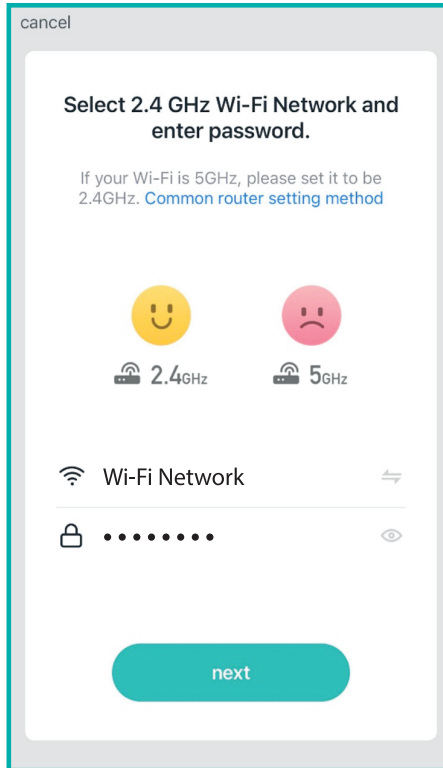 cancel
Select 2.4 GHz Wi-Fi Network and
enter password.
If your Wi-Fi is 5GHz, please set it to be
2.4GHz. Common router setting method
2.4GHz 5GHz
Wi-Fi Network
••••••••
next